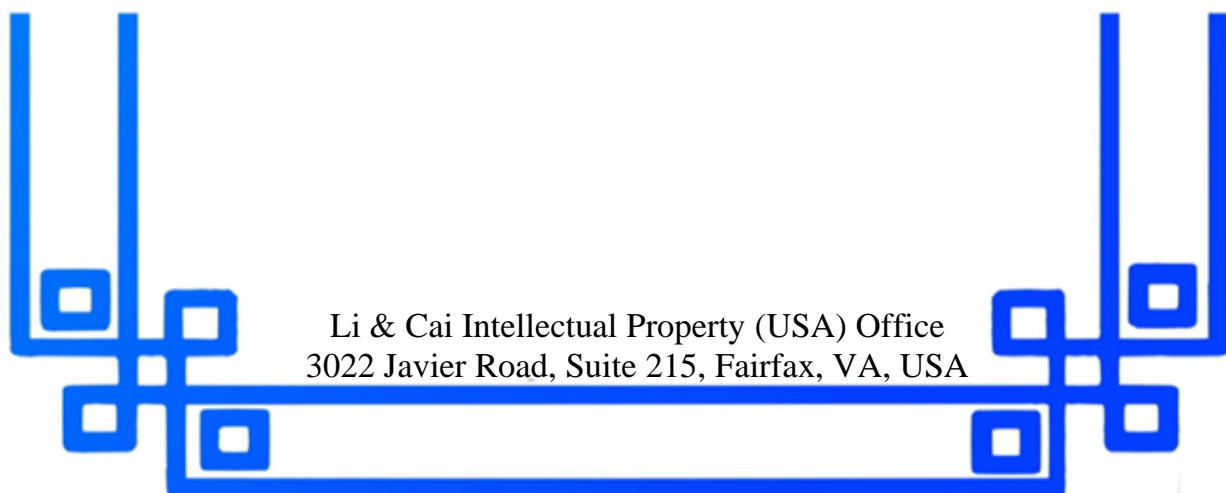 Li & Cai Intellectual Property (USA) Office
3022 Javier Road, Suite 215, Fairfax, VA, USA